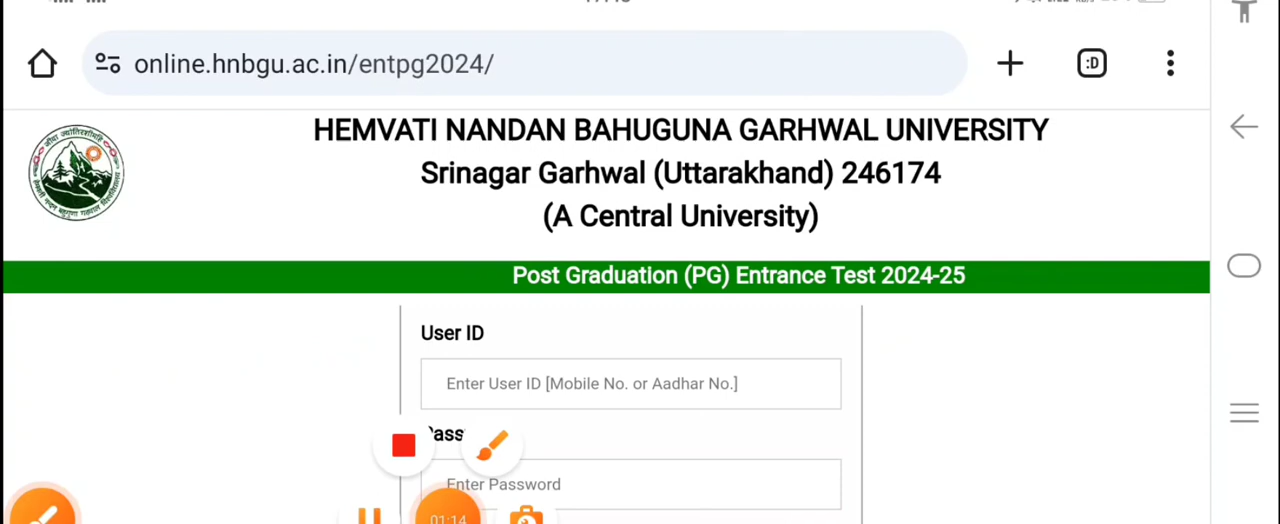 :D
online.hnbgu.ac.in/entpg2024/
HEMVATI NANDAN BAHUGUNA GARHWAL UNIVERSITY
Srinagar Garhwal (Uttarakhand) 246174
(A Central University)
Post Graduation (PG) Entrance Test 2024-25
User ID
Enter User ID [Mobile No. or Aadhar No.]
Enter Password
01:14